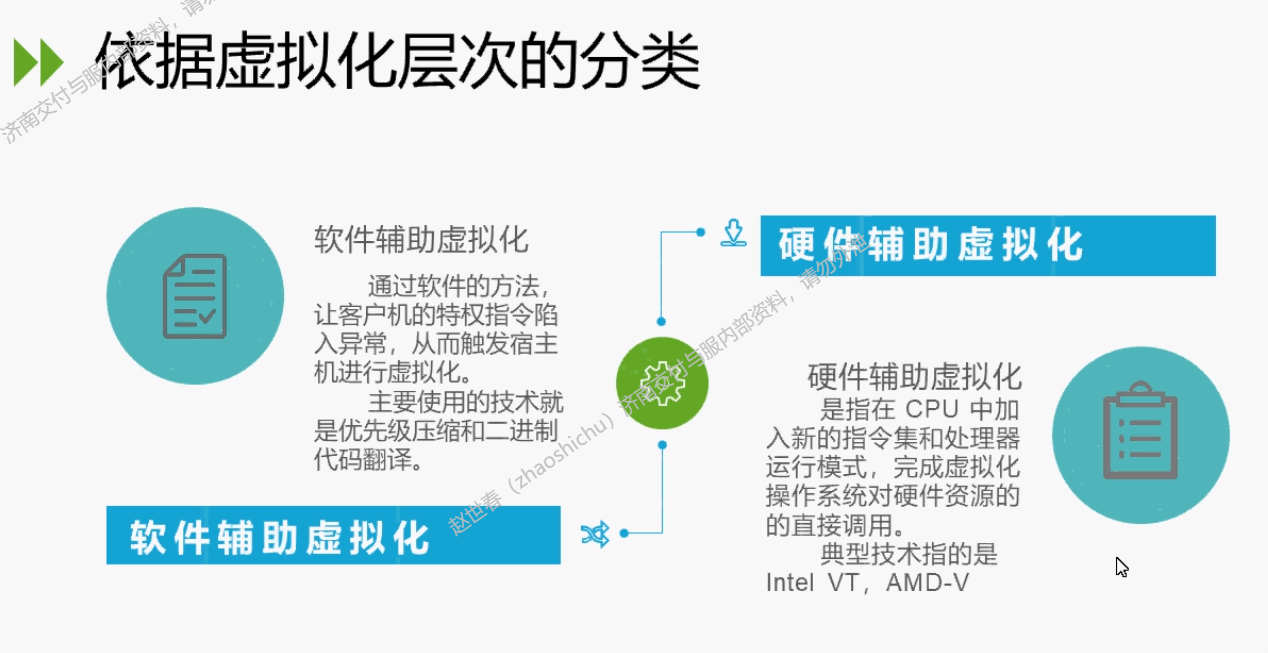 依据虚拟化层次的分类
软件辅助虚拟化
通过软件的方法，
让客户机的特权指令陷
入异常，从而触发宿主
机进行虚拟化。
主要使用的技术就
是优先级压缩和二进制
代码翻译。
软件辅助虚拟化
硬件辅助虚拟化
硬件辅助虚拟化
是指在 CPU 中加
入新的指令集和处理器
运行模式，完成虚拟化
操作系统对硬件资源的
的直接调用。
典型技术指的是
Intel VT，AMD-V
济南交付与服内部资料，请勿
赵世春（zhaoshichu）济南交付与服内部资料，请勿外泄